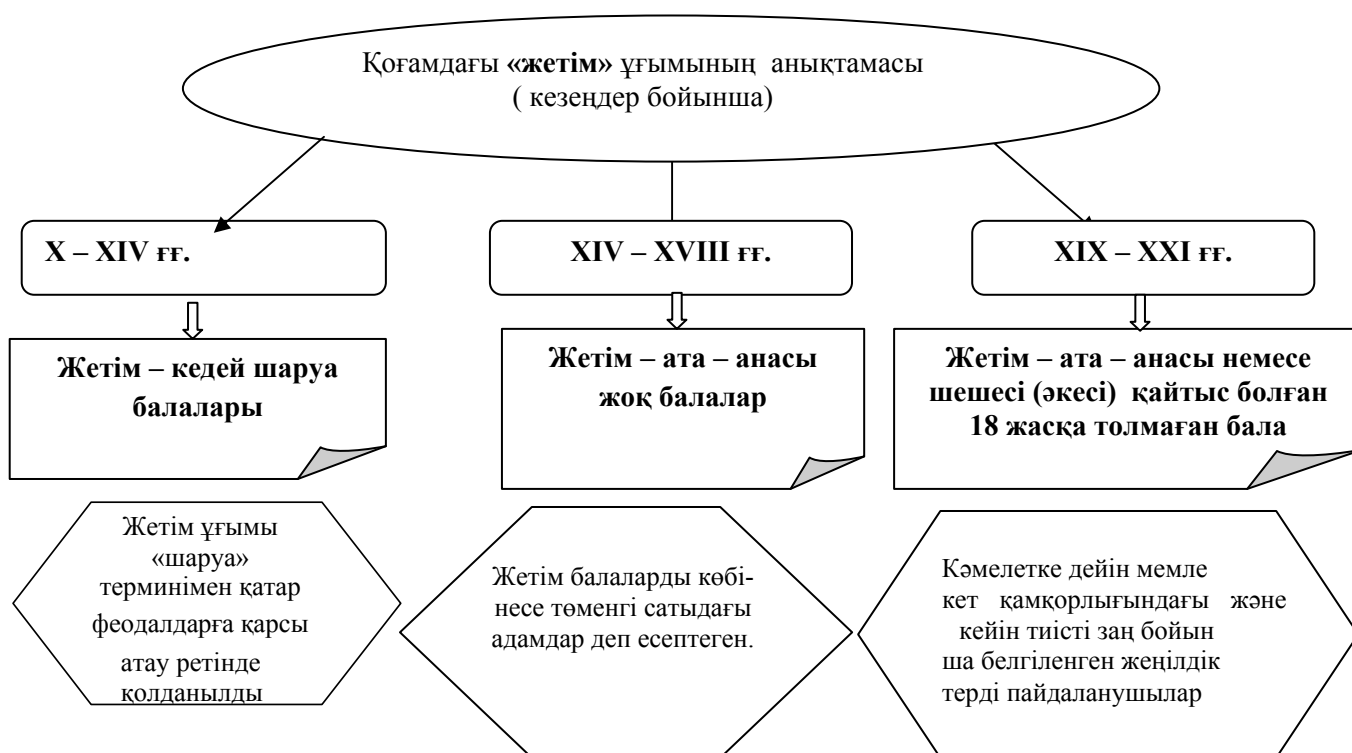 Қоғамдағы «жетім» ұғымының анықтамасы
( кезеңдер бойынша)
X – XIV ғғ.
XIV – XVIII ғғ.
XIX – XXI ғғ.
Жетім – кедей шаруа
балалары
Жетім – ата – анасы
жоқ балалар
Жетім – ата – анасы немесе
шешесі (әкесі) қайтыс болған
18 жасқа толмаған бала
Жетім ұғымы
«шаруа»
терминімен қатар
феодалдарға қарсы
атау ретінде
қолданылды
Жетім балаларды көбі-
несе төменгі сатыдағы
адамдар деп есептеген.
Кәмелетке дейін мемле
кет қамқорлығындағы және
кейін тиісті заң бойын
ша белгіленген жеңілдік
терді пайдаланушылар